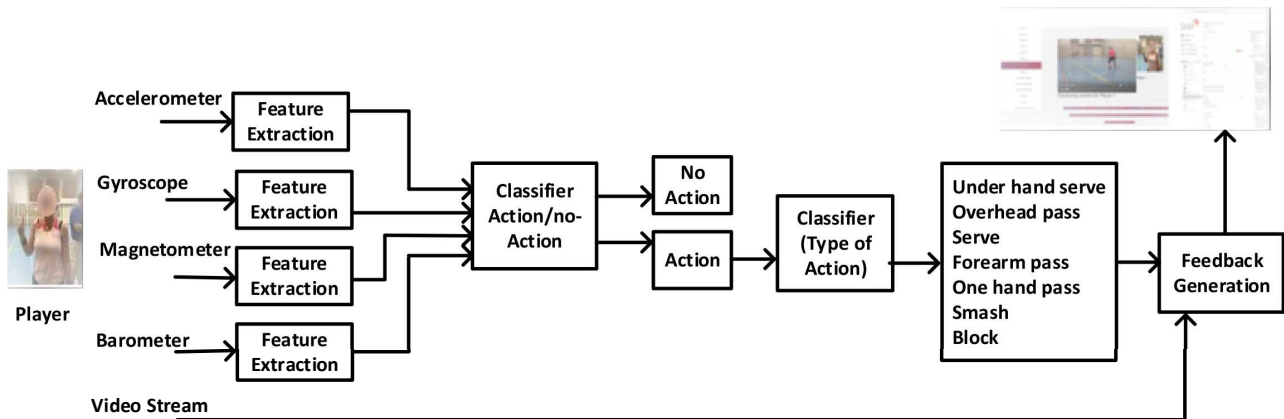 Accelerometer
Feature
Extraction
Gyroscope
Feature
Extraction
Magnetometer
Feature
Extraction
Barometer
Feature
Extraction
Player
Video Stream
Classifier
Action/no-
Action
No
Action
Action
Classifier
(Type of
Action)
Under hand serve
Overhead pass
Serve
Forearm pass
One hand pass
Smash
Block
Feedback
Generation